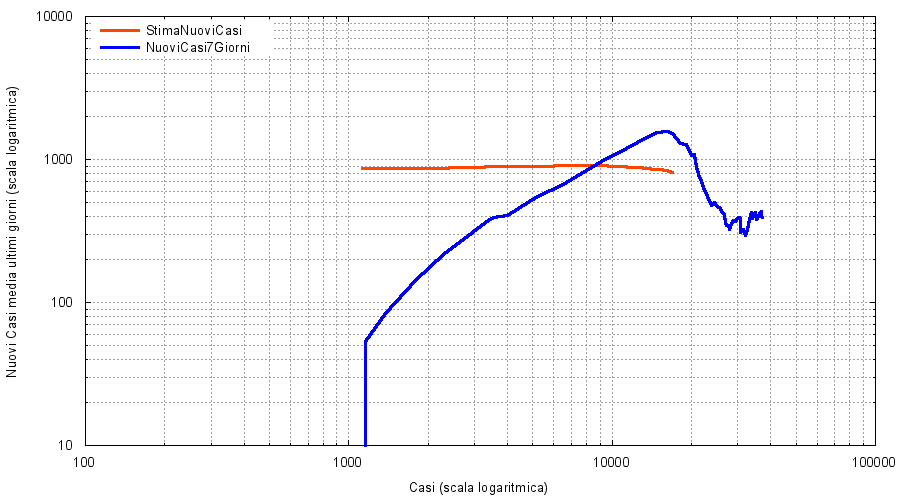 10000
StimaNuoviCasi
NuoviCasi7Giorni
1000
100
10
Nuovi Casi media ultimi giorni (scala logaritmica)
100
1000
10000
100000
Casi (scala logaritmica)